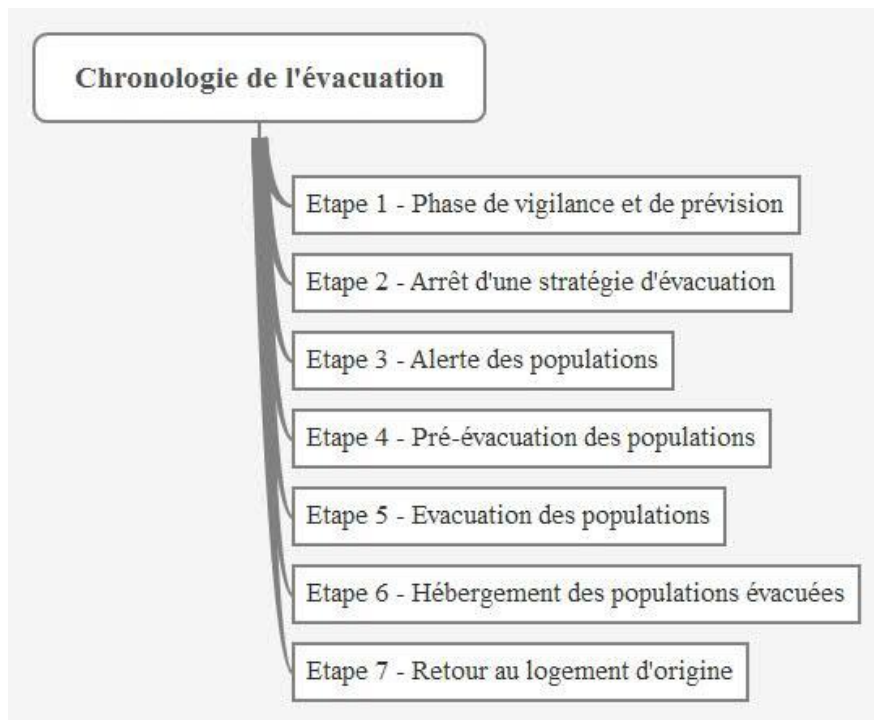 Chronologie de l'évacuation
Etape 1 - Phase de vigilance et de prévision
Etape 2 - Arrêt d'une stratégie d'évacuation
Etape 3 - Alerte des populations
Etape 4 - Pré-évacuation des populations
Etape 5 - Evacuation des populations
Etape 6 - Hébergement des populations évacuées
Etape 7 - Retour au logement d'origine